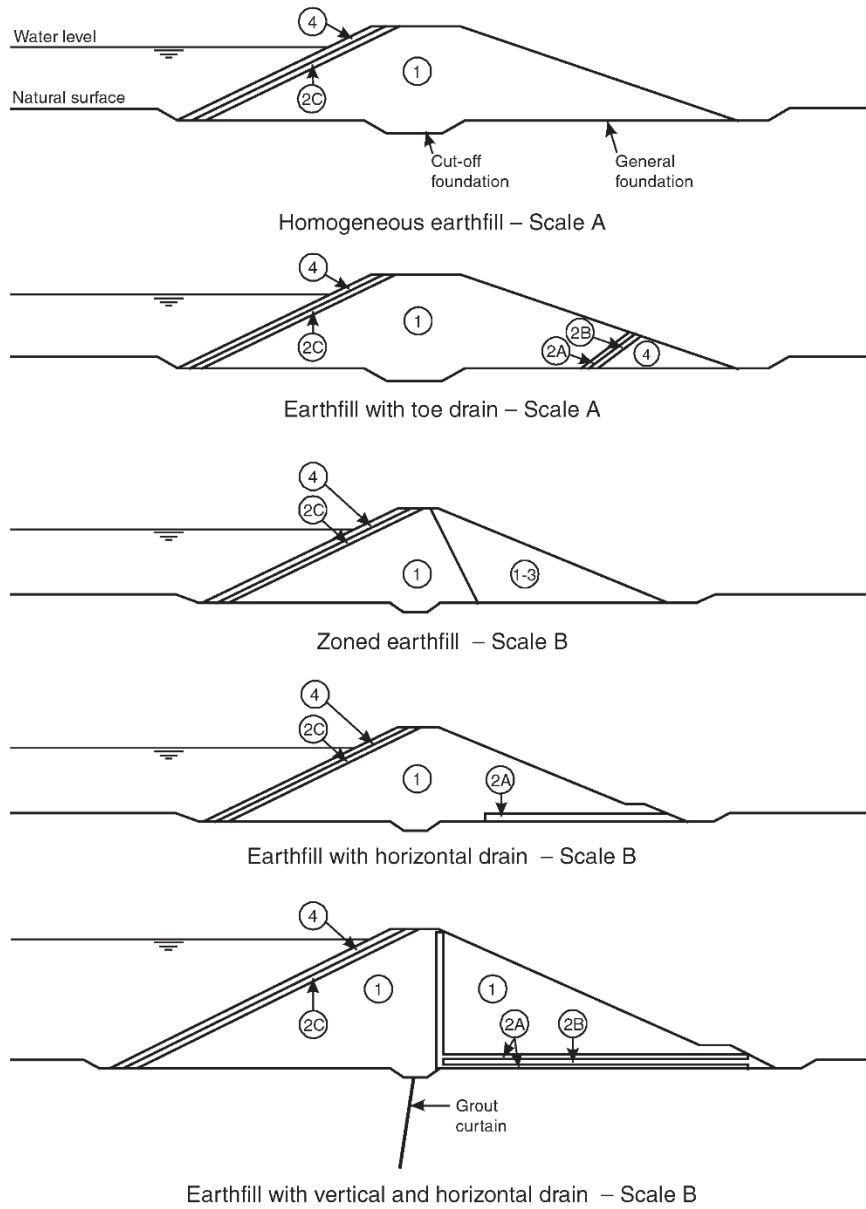 4
Water level
1
2C
Natural surface
Cut-off
foundation
General
foundation
Homogeneous earthfill – Scale A
4
1
2C
2B
2A
4
Earthfill with toe drain – Scale A
4
2C
1
1-3
Zoned earthfill – Scale B
4
2C
1
2A
Earthfill with horizontal drain – Scale B
4
1
1
2C
2A
2B
Grout
curtain
Earthfill with vertical and horizontal drain – Scale B